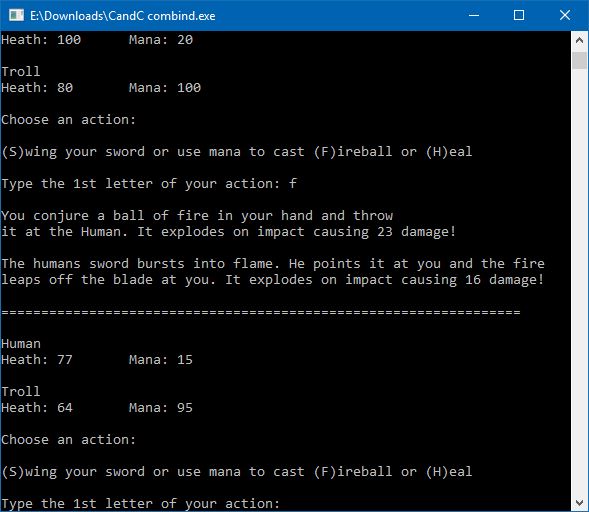 E:\Downloads\CandC combind.exe
Heath: 100      Mana: 20
Troll
Heath: 80       Mana: 100
Choose an action:
(S)wing your sword or use mana to cast (F)ireball or (H)eal
Type the 1st letter of your action: f
You conjure a ball of fire in your hand and throw
it at the Human. It explodes on impact causing 23 damage!
The humans sword bursts into flame. He points it at you and the fire
leaps off the blade at you. It explodes on impact causing 16 damage!
=================================================================
Human
Heath: 77       Mana: 15
Troll
Heath: 64       Mana: 95
Choose an action:
(S)wing your sword or use mana to cast (F)ireball or (H)eal
Type the 1st letter of your action: